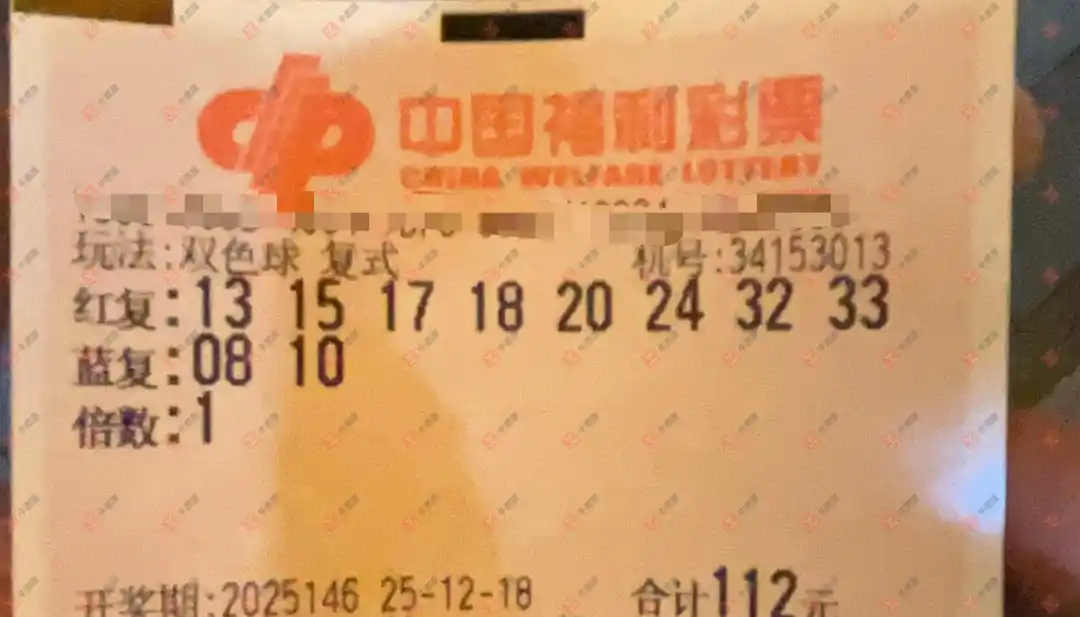 中国福利彩票
CHINA WELFARE LOTTERY
玩法:双色球 复式 机号:34153013
红复:13 15 17 18 20 24 32 33
蓝复:08 10
倍数:1
开奖期:2025146 25-12-18 合计112元